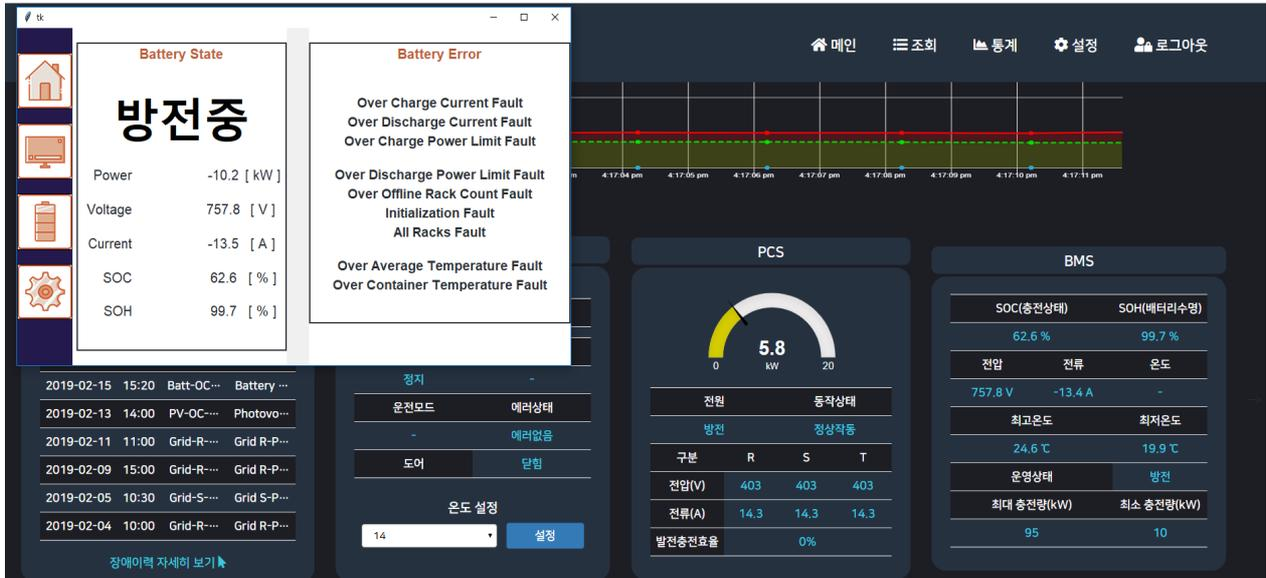 tk
메인 조회 통계 설정 로그아웃
Battery State
방전중
Power -10.2 [ kW ]
Voltage 757.8 [ V ]
Current -13.5 [ A ]
SOC 62.6 [ % ]
SOH 99.7 [ % ]
Battery Error
Over Charge Current Fault
Over Discharge Current Fault
Over Charge Power Limit Fault
Over Discharge Power Limit Fault
Over Offline Rack Count Fault
Initialization Fault
All Racks Fault
Over Average Temperature Fault
Over Container Temperature Fault
4:17:04 pm 4:17:05 pm 4:17:06 pm 4:17:07 pm 4:17:08 pm 4:17:09 pm 4:17:10 pm 4:17:11 pm
2019-02-15 15:20 Batt-OC··· Battery ···
2019-02-13 14:00 PV-OC-··· Photovo···
2019-02-11 11:00 Grid-R-··· Grid R-P···
2019-02-09 15:00 Grid-R-··· Grid R-P···
2019-02-05 10:30 Grid-S-··· Grid S-P···
2019-02-04 10:00 Grid-R-··· Grid R-P···
장애이력 자세히 보기
정지 -
운전모드 에러상태
- 에러없음
도어 닫힘
온도 설정
14 설정
PCS
5.8
0 kW 20
전원 동작상태
방전 정상작동
구분 R S T
전압(V) 403 403 403
전류(A) 14.3 14.3 14.3
발전충전효율 0%
BMS
SOC(충전상태) SOH(배터리수명)
62.6 % 99.7 %
전압 전류 온도
757.8 V -13.4 A -
최고온도 최저온도
24.6 ℃ 19.9 ℃
운영상태 방전
최대 충전량(kW) 최소 충전량(kW)
95 10